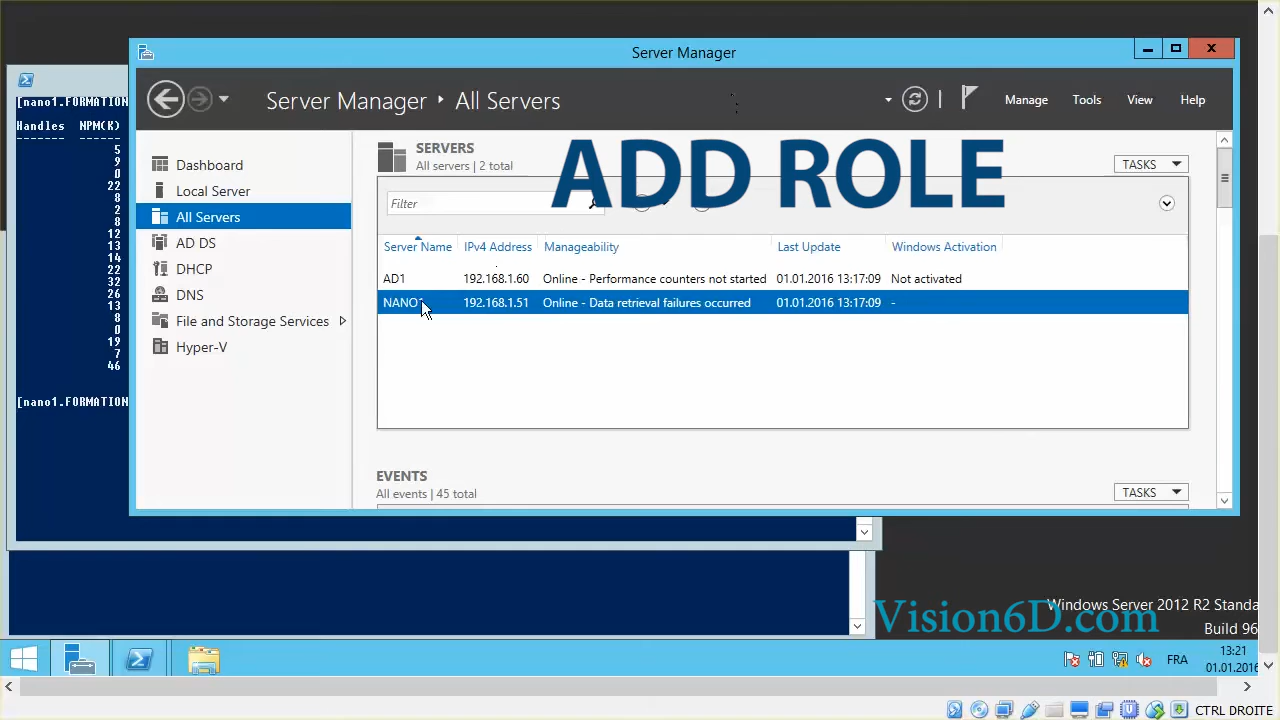 Server Manager
Server Manager
All Servers
Manage
Tools
View
Help
ADD ROLE
[nano1.FORMATION
Handles NPM(K)
5
9
0
22
8
2
8
12
13
14
22
32
26
13
8
0
19
7
46
[nano1.FORMATION
Dashboard
Local Server
All Servers
AD DS
DHCP
DNS
File and Storage Services
Hyper-V
SERVERS
All servers | 2 total
TASKS
Filter
Server Name IPv4 Address Manageability Last Update Windows Activation
AD1 192.168.1.60 Online - Performance counters not started 01.01.2016 13:17:09 Not activated
NANO1 192.168.1.51 Online - Data retrieval failures occurred 01.01.2016 13:17:09 -
EVENTS
All events | 45 total
TASKS
Vision6D.com
Windows Server 2012 R2 Standa
Build 96
FRA
13:21
01.01.2016
CTRL DROITE